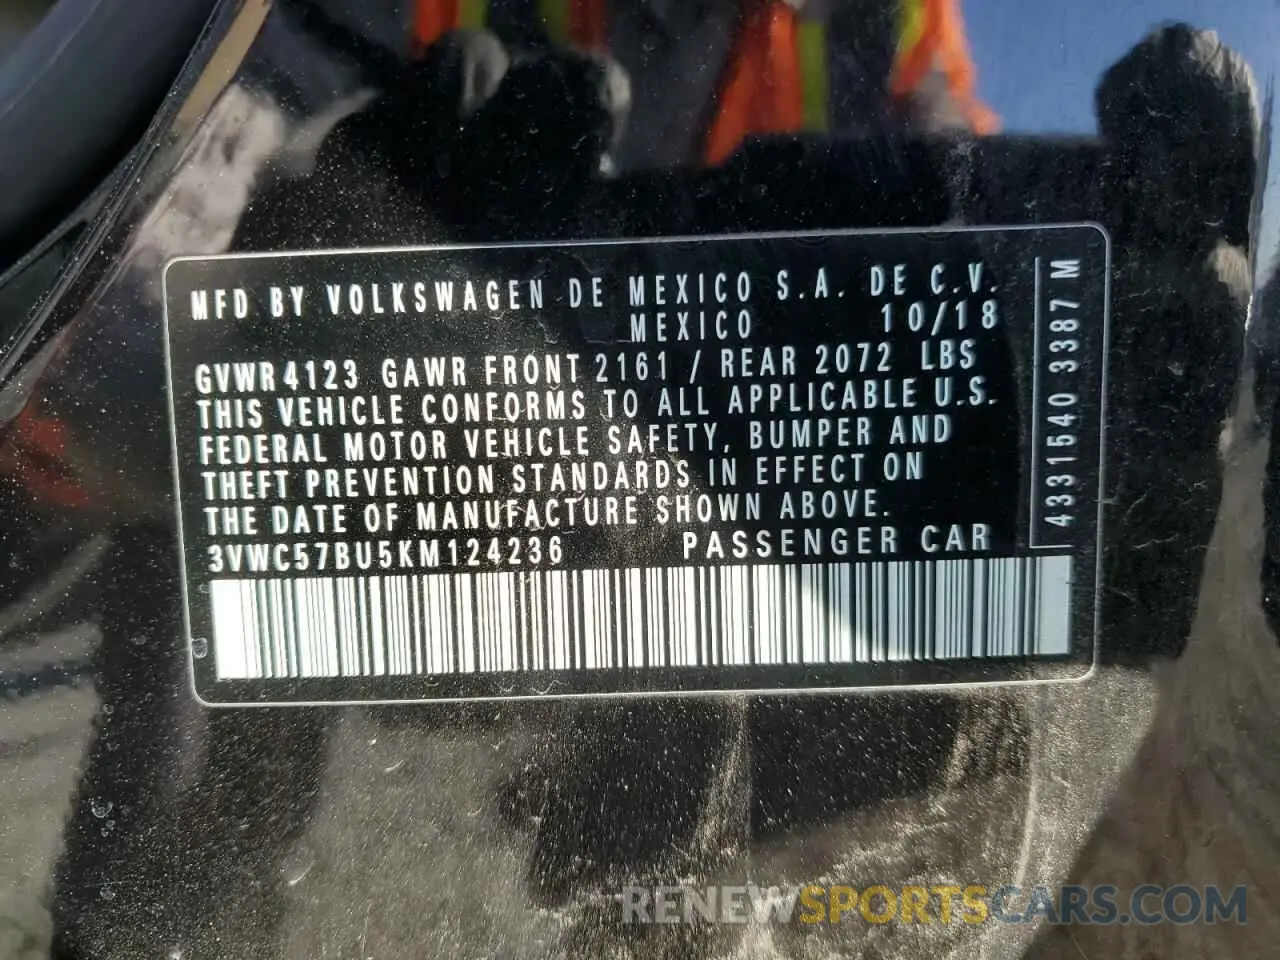 MFD BY VOLKSWAGEN DE MEXICO S.A. DE C.V.
MEXICO 10/18
GVWR 4123 GAWR FRONT 2161 / REAR 2072 LBS
THIS VEHICLE CONFORMS TO ALL APPLICABLE U.S.
FEDERAL MOTOR VEHICLE SAFETY, BUMPER AND
THEFT PREVENTION STANDARDS IN EFFECT ON
THE DATE OF MANUFACTURE SHOWN ABOVE.
3VWC57BU5KM124236 PASSENGER CAR
4331540 3387 M
RENEWSPORTSCARS.COM